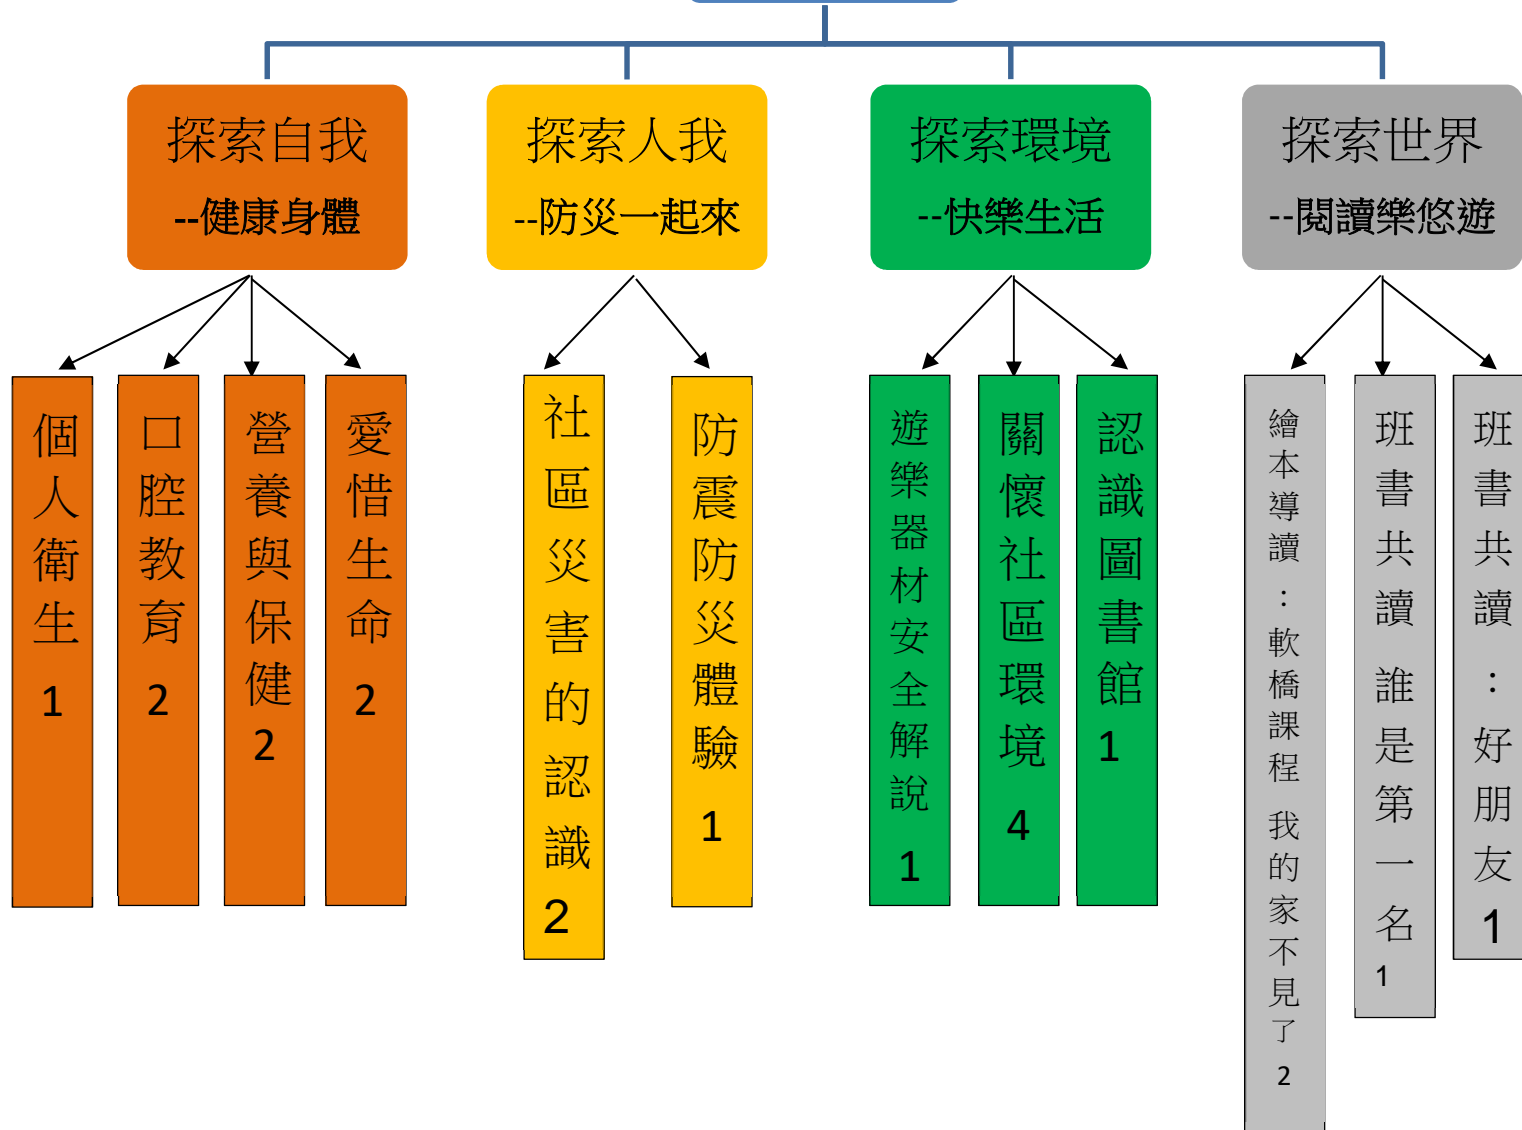 探索自我
--健康身體
探索人我
--防災一起來
探索環境
--快樂生活
探索世界
--閱讀樂悠遊
個人衛生 1
口腔教育 2
營養與保健 2
愛惜生命 2
社區災害的認識 2
防震防災體驗 1
遊樂器材安全解說 1
關懷社區環境 4
認識圖書館 1
繪本導讀：軟橋課程 我的家不見了 2
班書共讀 誰是第一名 1
班書共讀：好朋友 1